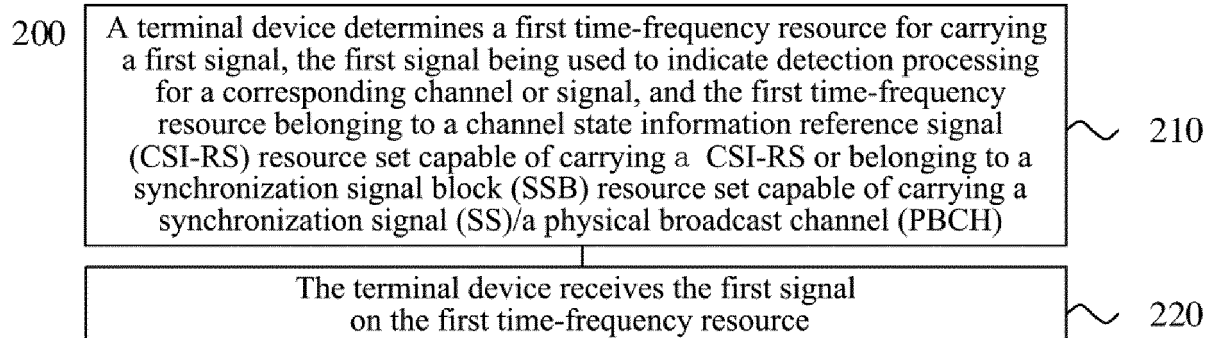 200
A terminal device determines a first time-frequency resource for carrying
a first signal, the first signal being used to indicate detection processing
for a corresponding channel or signal, and the first time-frequency
resource belonging to a channel state information reference signal
(CSI-RS) resource set capable of carrying a CSI-RS or belonging to a
synchronization signal block (SSB) resource set capable of carrying a
synchronization signal (SS)/a physical broadcast channel (PBCH)
210
The terminal device receives the first signal
on the first time-frequency resource
220